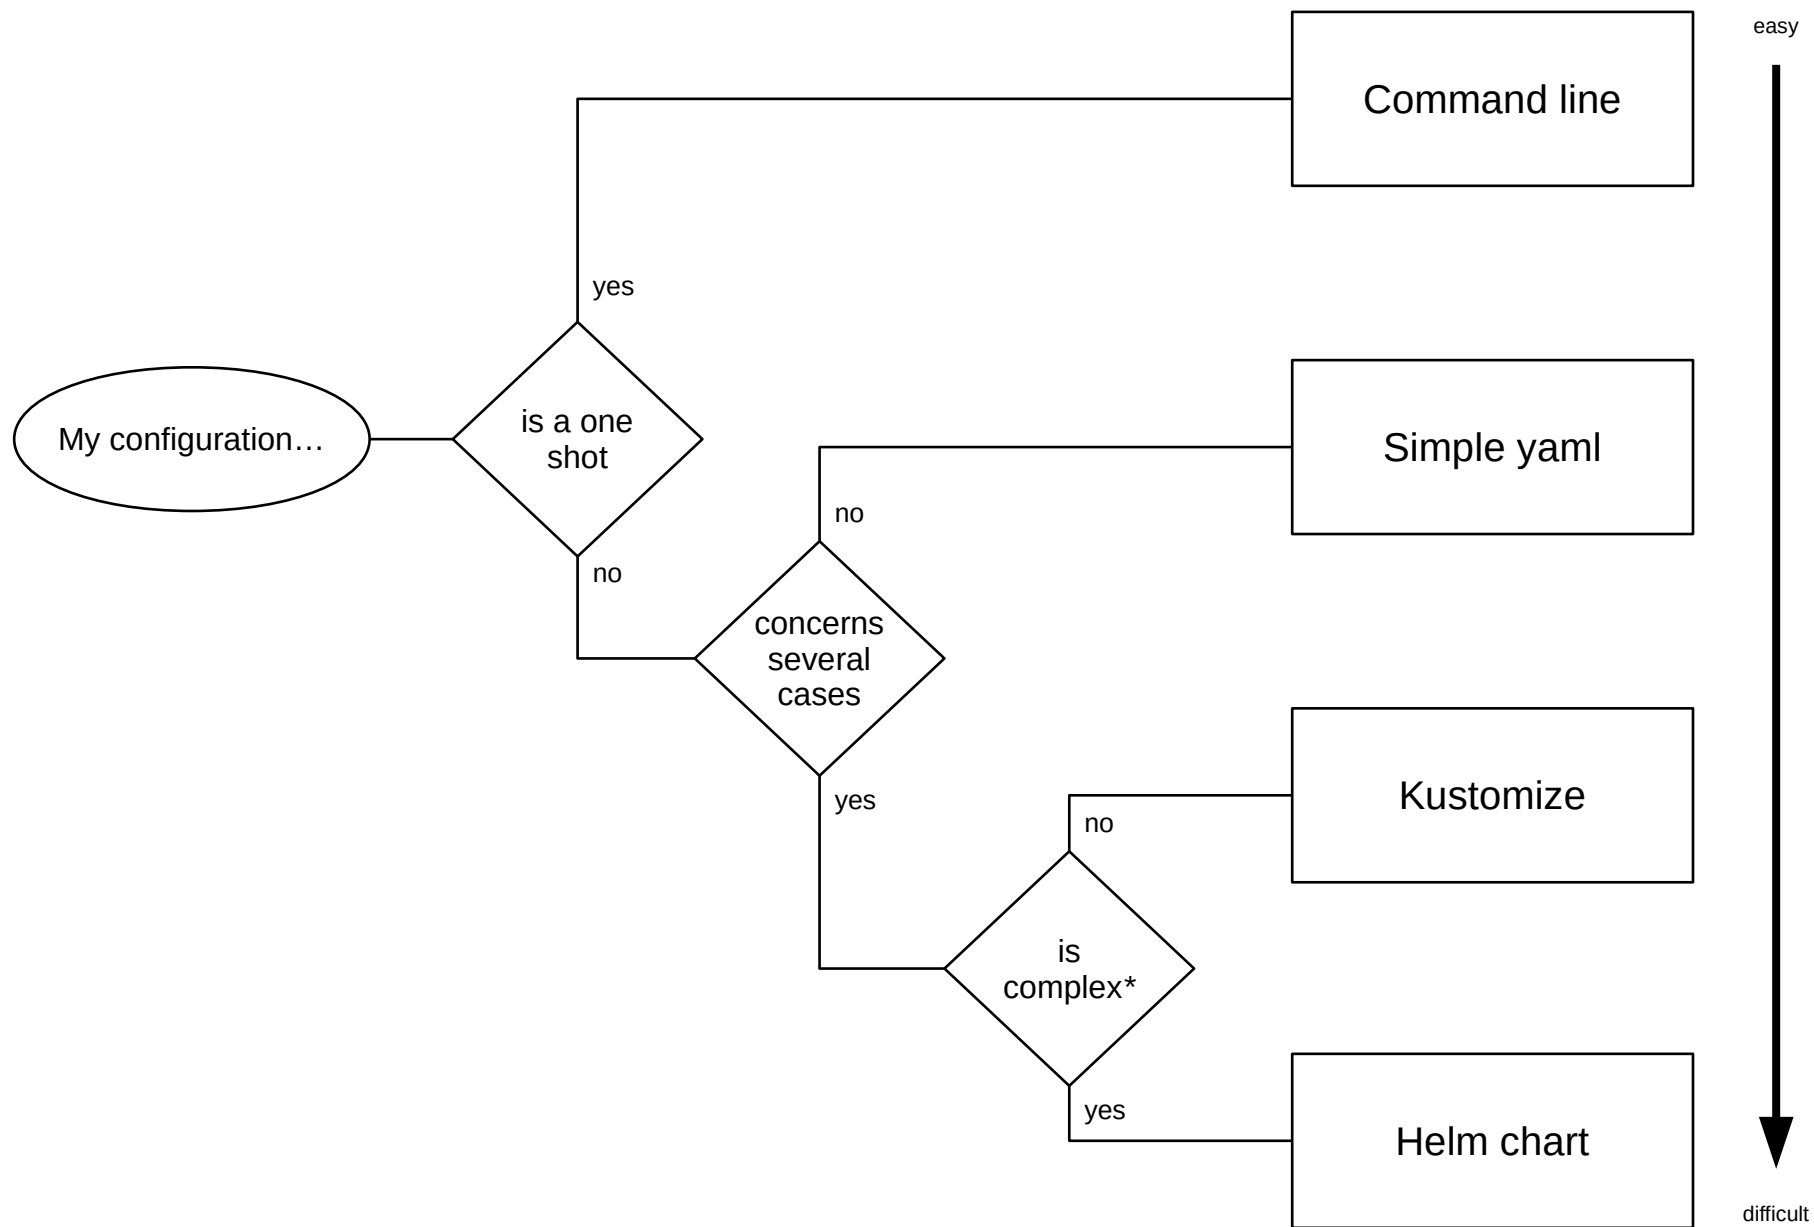 easy
Command line
yes
My configuration…
is a one
shot
Simple yaml
no
no
concerns
several
cases
yes
Kustomize
no
is
complex*
yes
Helm chart
difficult